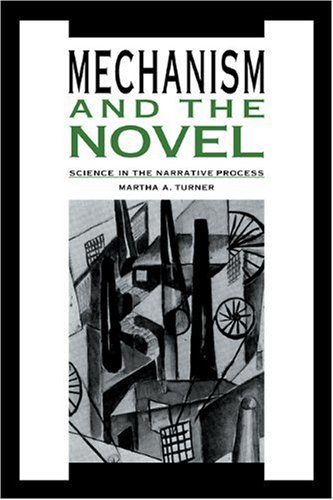 MECHANISM
AND THE
NOVEL
SCIENCE IN THE NARRATIVE PROCESS
MARTHA A. TURNER